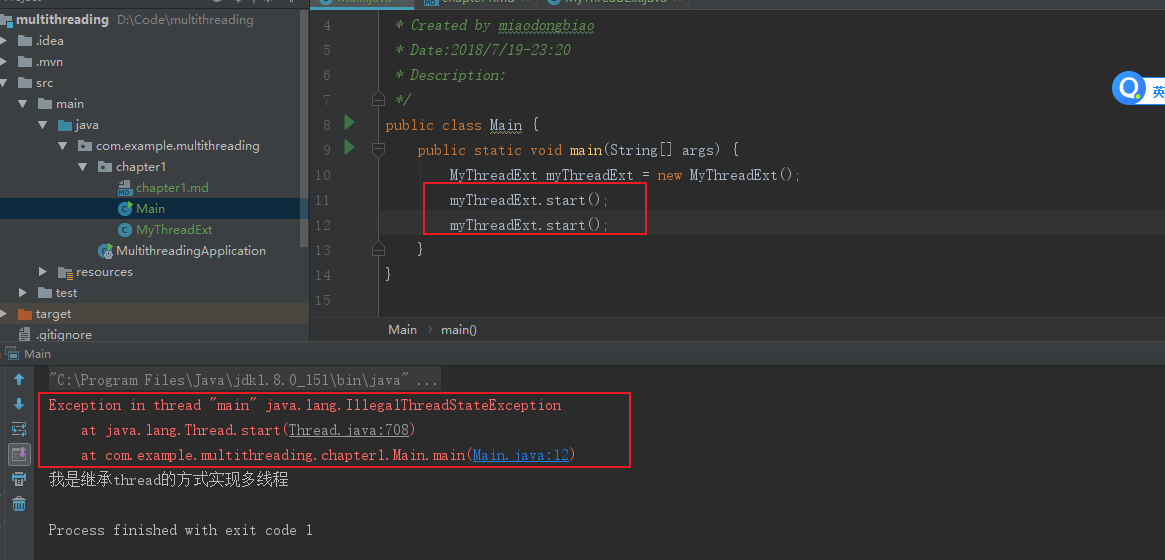 multithreading D:\Code\multithreading
.idea
.mvn
src
main
java
com.example.multithreading
chapter1
chapter1.md
Main
MyThreadExt
MultithreadingApplication
resources
test
target
.gitignore
4 * Created by miaodongbiao
5 * Date:2018/7/19-23:20
6 * Description:
7 */
8 public class Main {
9 public static void main(String[] args) {
10 MyThreadExt myThreadExt = new MyThreadExt();
11 myThreadExt.start();
12 myThreadExt.start();
13 }
14 }
15
英
Main › main()
Main
"C:\Program Files\Java\jdk1.8.0_151\bin\java" ...
Exception in thread "main" java.lang.IllegalThreadStateException
at java.lang.Thread.start(Thread.java:708)
at com.example.multithreading.chapter1.Main.main(Main.java:12)
我是继承thread的方式实现多线程
Process finished with exit code 1